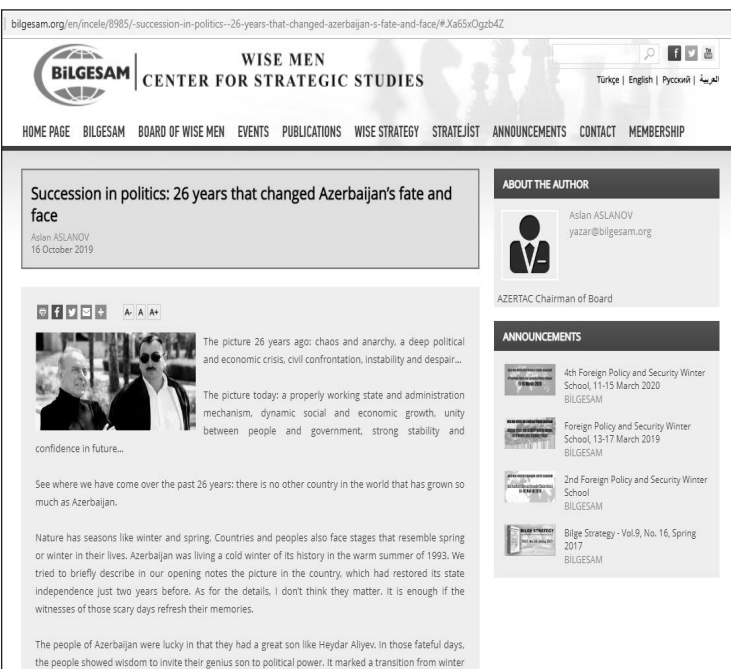 bilgesam.org/en/incele/8985/-succession-in-politics--26-years-that-changed-azerbaijan-s-fate-and-face/#.Xa65xOgzb4Z
BİLGESAM
WISE MEN
CENTER FOR STRATEGIC STUDIES
You
Tube
Türkçe | English | Русский | العربية
HOME PAGE BILGESAM BOARD OF WISE MEN EVENTS PUBLICATIONS WISE STRATEGY STRATEJİST ANNOUNCEMENTS CONTACT MEMBERSHIP
Succession in politics: 26 years that changed Azerbaijan's fate and
face
Aslan ASLANOV
16 October 2019
A- A A+
The picture 26 years ago: chaos and anarchy, a deep political
and economic crisis, civil confrontation, instability and despair...
The picture today: a properly working state and administration
mechanism, dynamic social and economic growth, unity
between people and government, strong stability and
confidence in future...
See where we have come over the past 26 years: there is no other country in the world that has grown so
much as Azerbaijan.
Nature has seasons like winter and spring. Countries and peoples also face stages that resemble spring
or winter in their lives. Azerbaijan was living a cold winter of its history in the warm summer of 1993. We
tried to briefly describe in our opening notes the picture in the country, which had restored its state
independence just two years before. As for the details, I don't think they matter. It is enough if the
witnesses of those scary days refresh their memories.
The people of Azerbaijan were lucky in that they had a great son like Heydar Aliyev. In those fateful days,
the people showed wisdom to invite their genius son to political power. It marked a transition from winter
ABOUT THE AUTHOR
Aslan ASLANOV
yazar@bilgesam.org
AZERTAC Chairman of Board
ANNOUNCEMENTS
4th Foreign Policy and Security Winter
School, 11-15 March 2020
BİLGESAM
Foreign Policy and Security Winter
School, 13-17 March 2019
BİLGESAM
2nd Foreign Policy and Security Winter
School
BİLGESAM
BILGE STRATEGY
Bilge Strategy - Vol.9, No. 16, Spring
2017
BİLGESAM